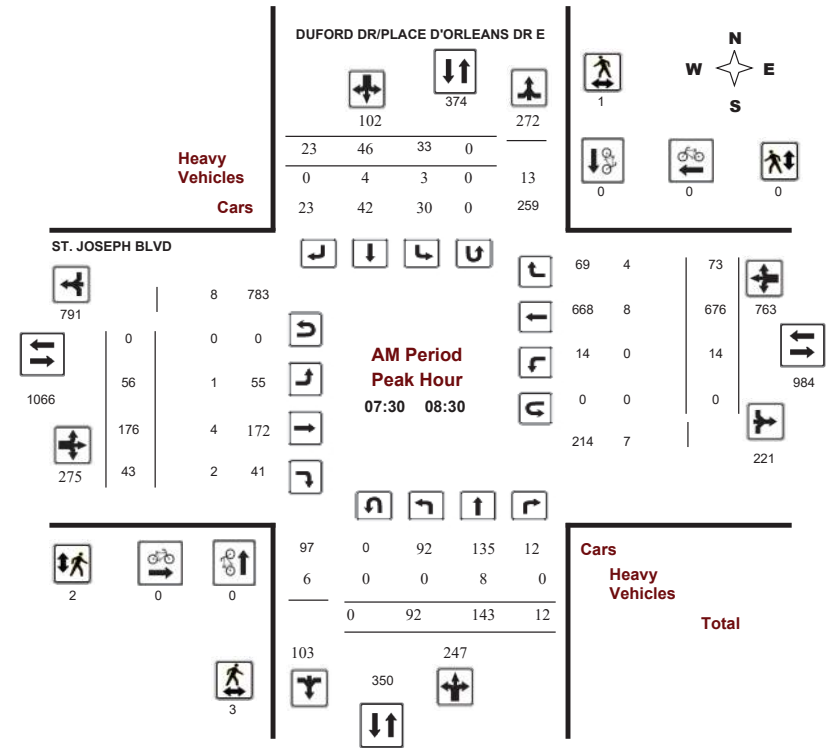 DUFORD DR/PLACE D'ORLEANS DR E
N
W E
S
374
1
102 272
23 46 33 0
Heavy
Vehicles
0 4 3 0 13
Cars
23 42 30 0 259
0 0 0
ST. JOSEPH BLVD
791
8 783
69 4 73
0 0 0
668 8 676 763
1066
56 1 55
14 0 14
984
AM Period
Peak Hour
07:30 08:30
0 0 0
176 4 172
214 7
221
275
43 2 41
97 0 92 135 12
Cars
6 0 0 8 0
Heavy
Vehicles
0 92 143 12
Total
2 0 0
103 247
350
3